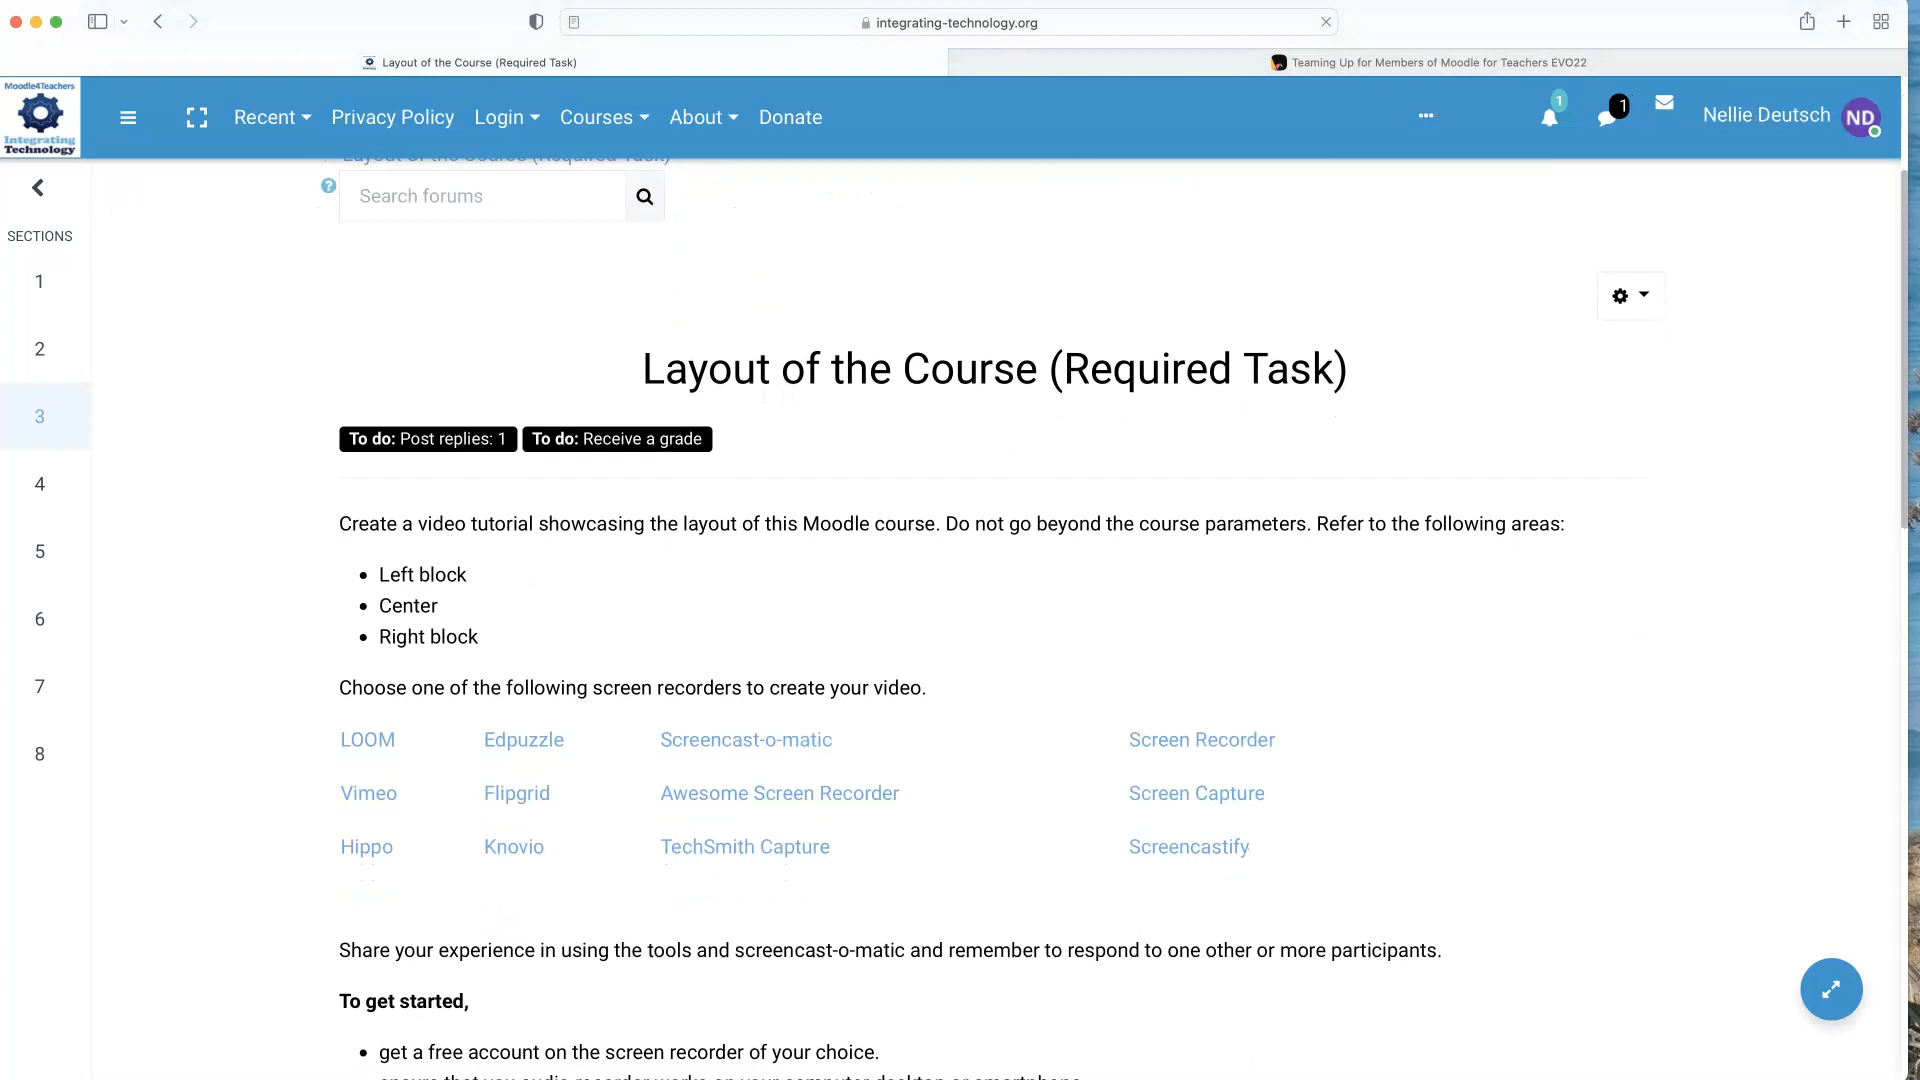 integrating-technology.org
Layout of the Course (Required Task)
Teaming Up for Members of Moodle for Teachers EVO22
Moodle4Teachers
Integrating
Technology
Recent
Privacy Policy
Login
Courses
About
Donate
1
1
Nellie Deutsch
ND
Layout of the Course (Required Task)
Search forums
SECTIONS
1
2
3
4
5
6
7
8
Layout of the Course (Required Task)
To do: Post replies: 1 To do: Receive a grade
Create a video tutorial showcasing the layout of this Moodle course. Do not go beyond the course parameters. Refer to the following areas:
Left block
Center
Right block
Choose one of the following screen recorders to create your video.
LOOM Edpuzzle Screencast-o-matic Screen Recorder
Vimeo Flipgrid Awesome Screen Recorder Screen Capture
Hippo Knovio TechSmith Capture Screencastify
Share your experience in using the tools and screencast-o-matic and remember to respond to one other or more participants.
To get started,
get a free account on the screen recorder of your choice.